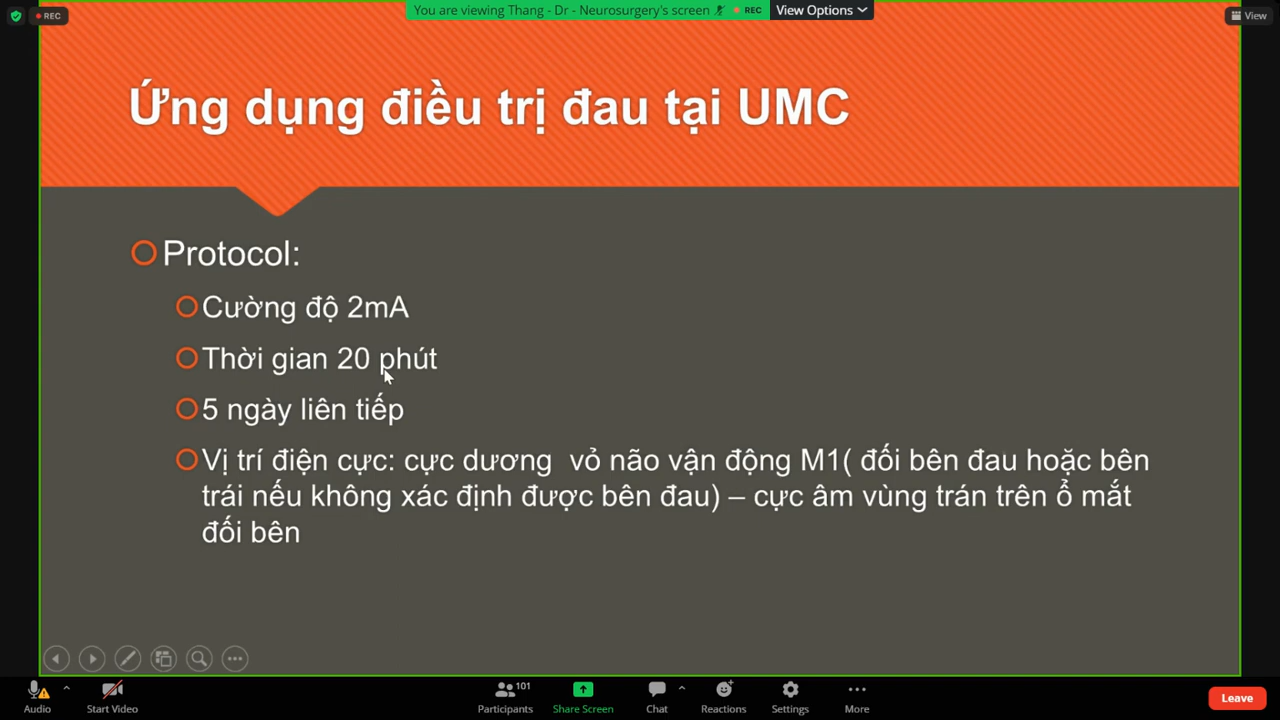 You are viewing Thang - Dr - Neurosurgery's screen
REC
View Options
REC
View
Ứng dụng điều trị đau tại UMC
Protocol:
Cường độ 2mA
Thời gian 20 phút
5 ngày liên tiếp
Vị trí điện cực: cực dương  vỏ não vận động M1( đối bên đau hoặc bên
trái nếu không xác định được bên đau) – cực âm vùng trán trên ổ mắt
đối bên
Audio
Start Video
Participants
101
Share Screen
Chat
Reactions
Settings
More
Leave